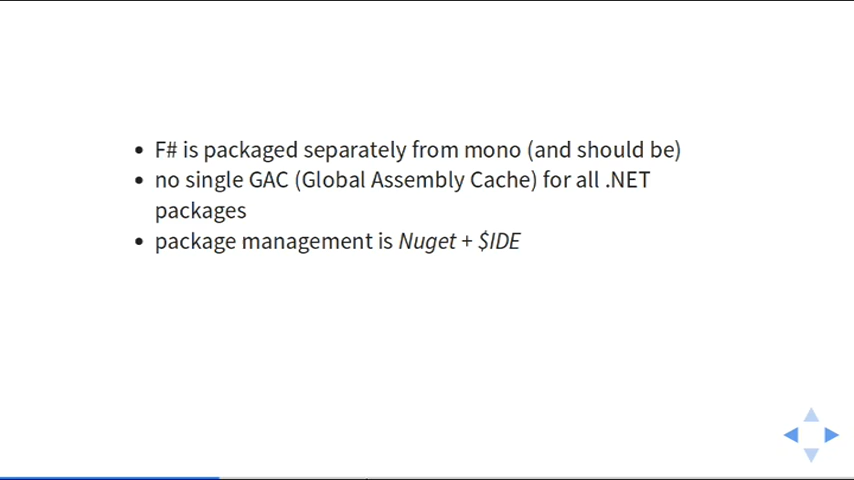 • F# is packaged separately from mono (and should be)
• no single GAC (Global Assembly Cache) for all .NET
packages
• package management is Nuget + $IDE